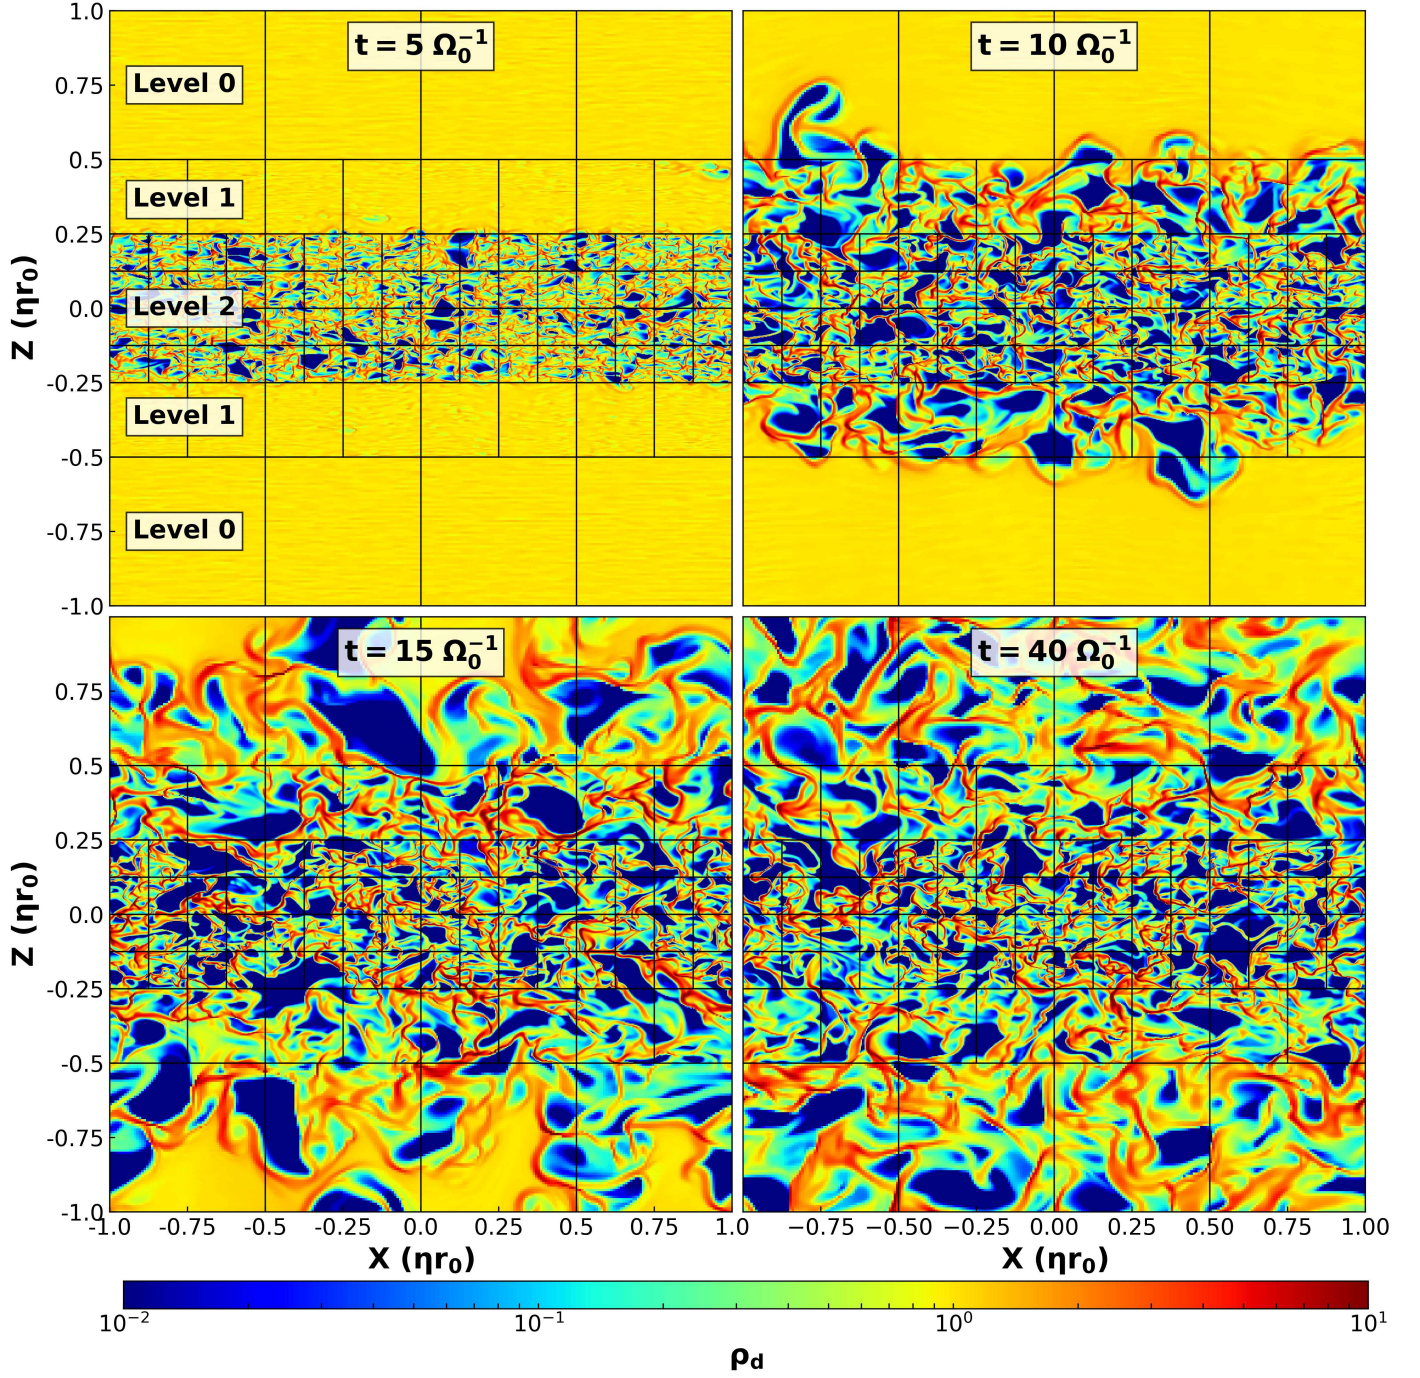 t = 5 Ω₀⁻¹
t = 10 Ω₀⁻¹
1.0
0.75
0.5
0.25
0.0
-0.25
-0.5
-0.75
-1.0
Z (ηr₀)
Level 0
Level 1
Level 2
Level 1
Level 0
t = 15 Ω₀⁻¹
t = 40 Ω₀⁻¹
0.75
0.5
0.25
0.0
-0.25
-0.5
-0.75
-1.0
Z (ηr₀)
-1.0 -0.75 -0.5 -0.25 0.0 0.25 0.5 0.75 1.0
−0.75 −0.50 −0.25 0.00 0.25 0.50 0.75 1.00
X (ηr₀)
X (ηr₀)
10⁻² 10⁻¹ 10⁰ 10¹
ρ_d